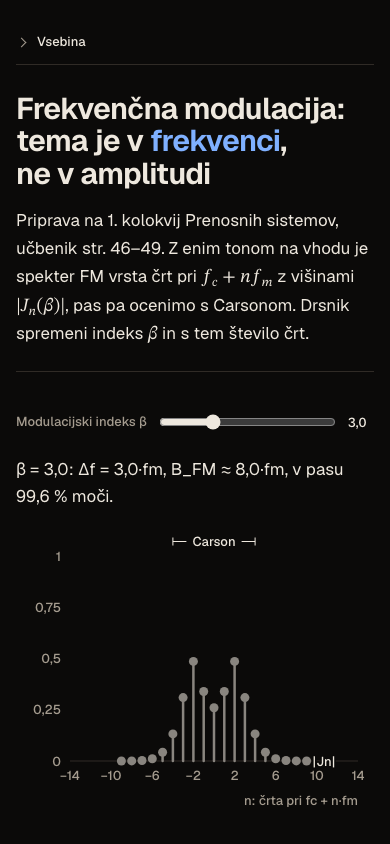 Vsebina
Frekvenčna modulacija:
tema je v frekvenci,
ne v amplitudi
Priprava na 1. kolokvij Prenosnih sistemov,
učbenik str. 46–49. Z enim tonom na vhodu je
spekter FM vrsta črt pri f_c + nf_m z višinami
|J_n(β)|, pas pa ocenimo s Carsonom. Drsnik
spremeni indeks β in s tem število črt.
Modulacijski indeks β 3,0
β = 3,0: Δf = 3,0·fm, B_FM ≈ 8,0·fm, v pasu
99,6 % moči.
Carson
1
0,75
0,5
0,25
0 |Jn|
−14 −10 −6 −2 2 6 10 14
n: črta pri fc + n·fm